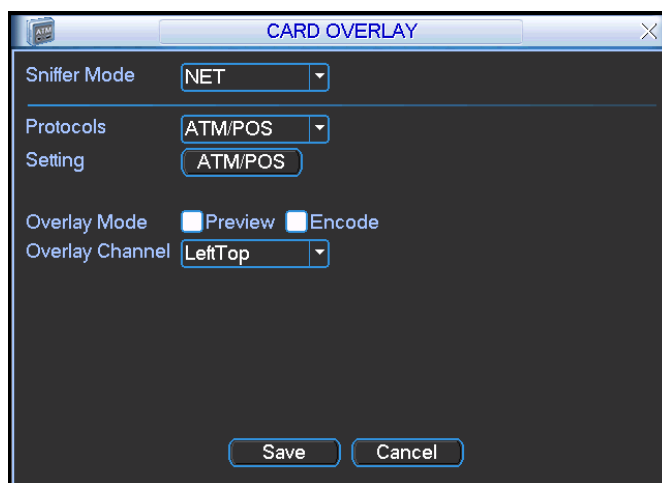 ATM
CARD OVERLAY
Sniffer Mode NET
Protocols ATM/POS
Setting ATM/POS
Overlay Mode Preview Encode
Overlay Channel LeftTop
Save Cancel